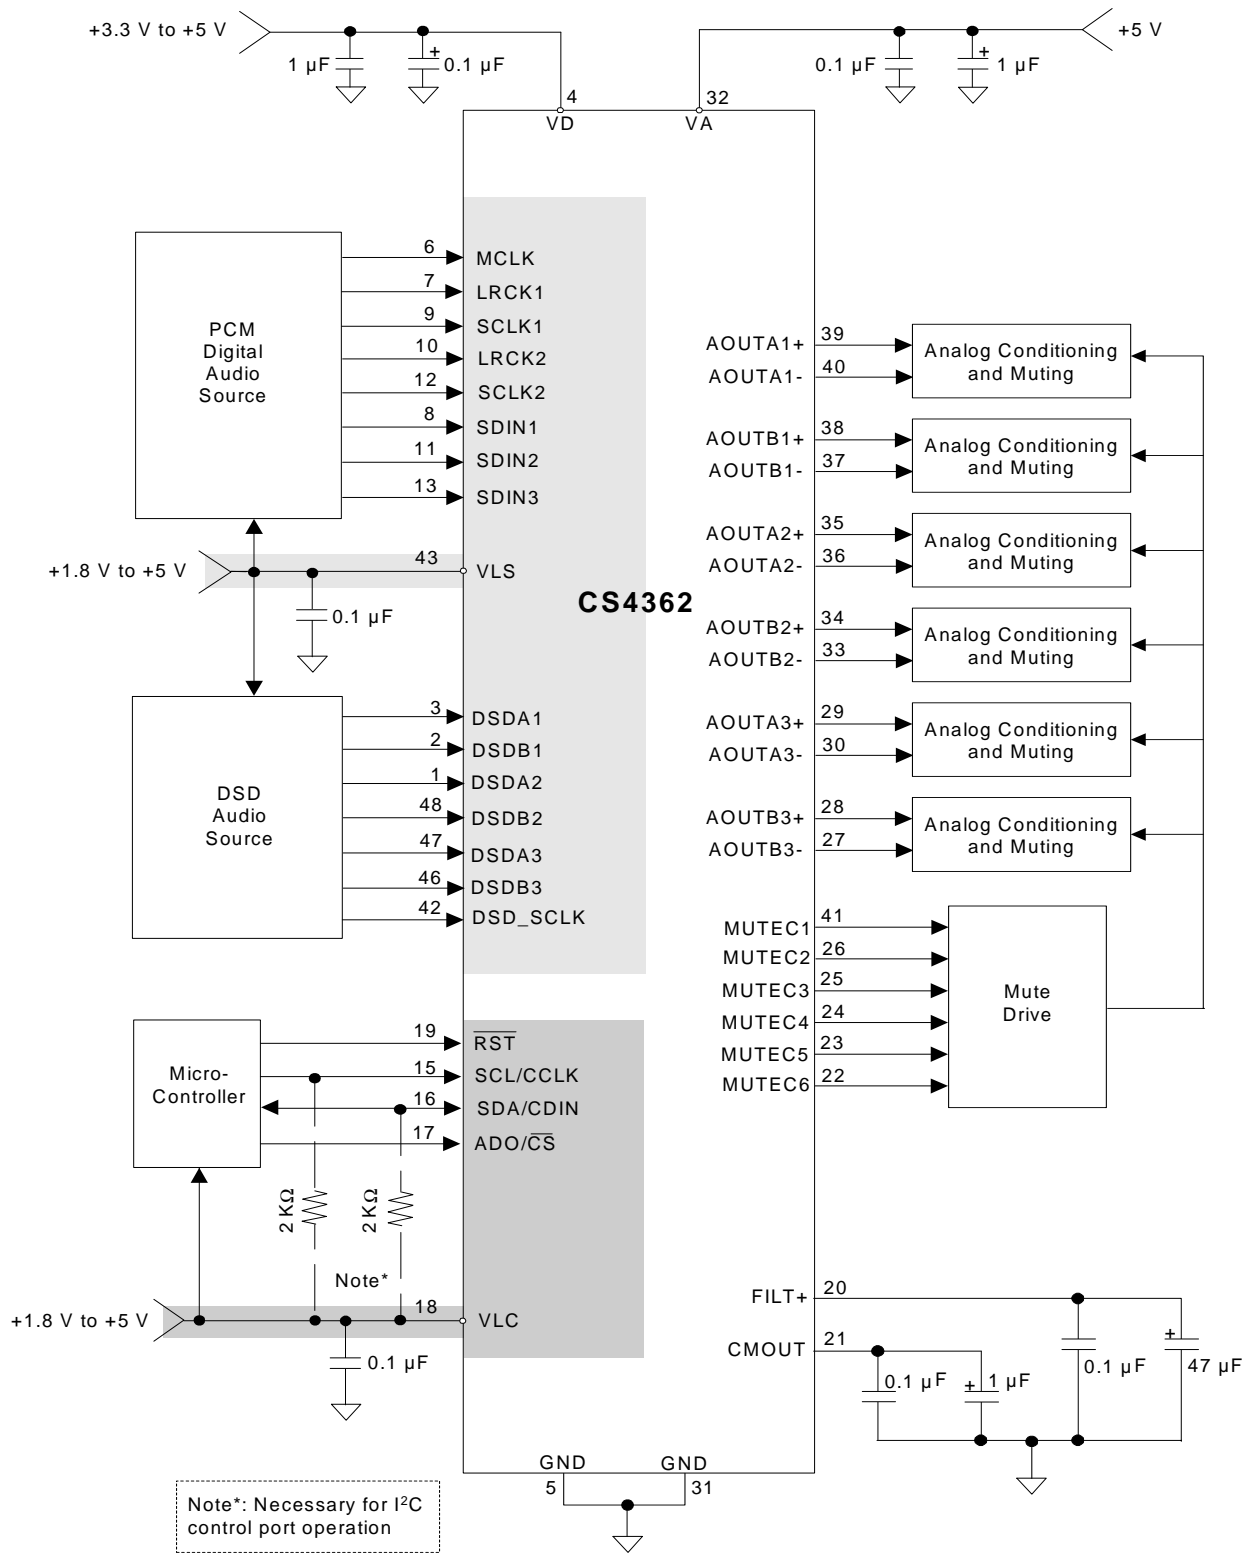 +3.3 V to +5 V
1 µF
+
0.1 µF
+5 V
0.1 µF
+
1 µF
4
VD
32
VA
PCM
Digital
Audio
Source
6
MCLK
7
LRCK1
9
SCLK1
10
LRCK2
12
SCLK2
8
SDIN1
11
SDIN2
13
SDIN3
+1.8 V to +5 V
43
VLS
0.1 µF
CS4362
DSD
Audio
Source
3
DSDA1
2
DSDB1
1
DSDA2
48
DSDB2
47
DSDA3
46
DSDB3
42
DSD_SCLK
Micro-
Controller
19
RST
15
SCL/CCLK
16
SDA/CDIN
17
ADO/CS
2 KΩ
2 KΩ
Note*
+1.8 V to +5 V
18
VLC
0.1 µF
AOUTA1+
39
AOUTA1-
40
Analog Conditioning
and Muting
AOUTB1+
38
AOUTB1-
37
Analog Conditioning
and Muting
AOUTA2+
35
AOUTA2-
36
Analog Conditioning
and Muting
AOUTB2+
34
AOUTB2-
33
Analog Conditioning
and Muting
AOUTA3+
29
AOUTA3-
30
Analog Conditioning
and Muting
AOUTB3+
28
AOUTB3-
27
Analog Conditioning
and Muting
MUTEC1
41
MUTEC2
26
MUTEC3
25
MUTEC4
24
MUTEC5
23
MUTEC6
22
Mute
Drive
FILT+
20
CMOUT
21
0.1 µF
+
1 µF
0.1 µF
+
47 µF
GND
5
GND
31
Note*: Necessary for I²C
control port operation